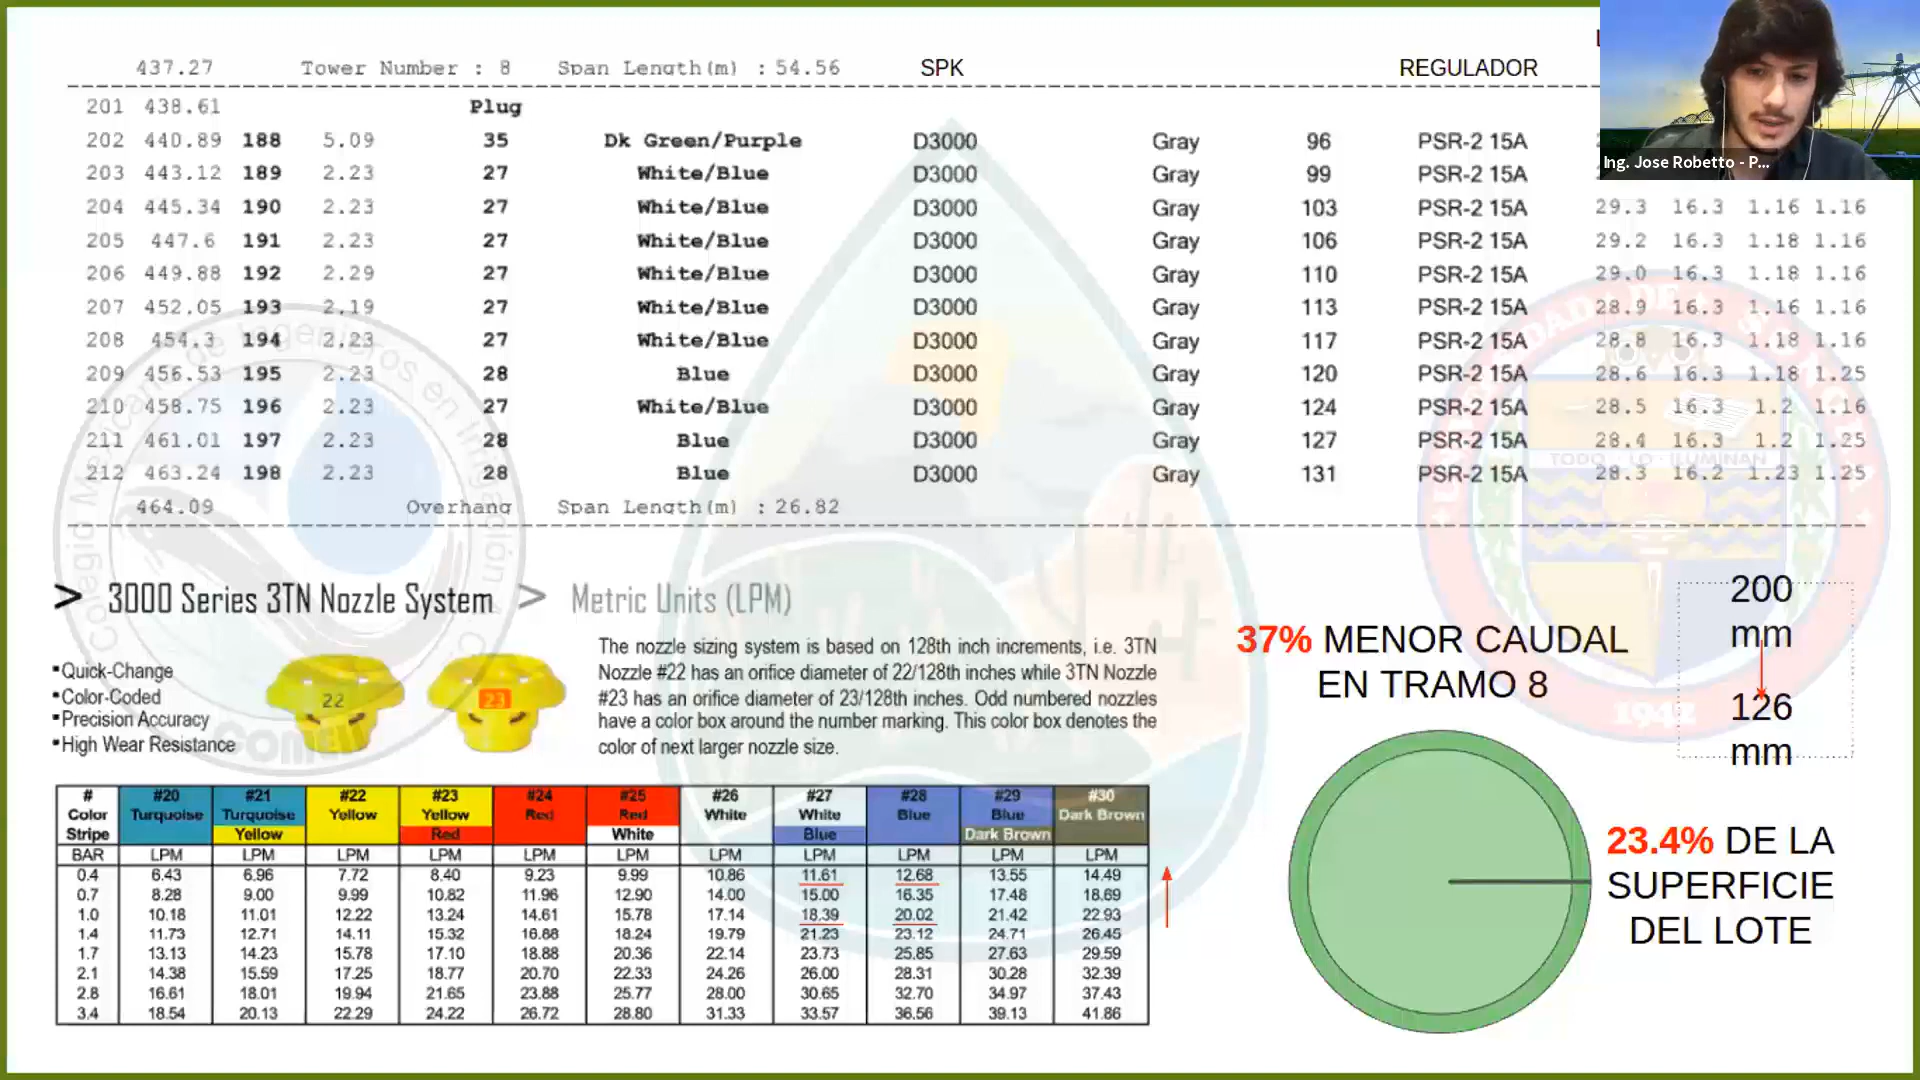 437.27 Tower Number : 8 Span Length(m) : 54.56 SPK REGULADOR
201 438.61 Plug
202 440.89 188 5.09 35 Dk Green/Purple D3000 Gray 96 PSR-2 15A
203 443.12 189 2.23 27 White/Blue D3000 Gray 99 PSR-2 15A
204 445.34 190 2.23 27 White/Blue D3000 Gray 103 PSR-2 15A 29.3 16.3 1.16 1.16
205 447.6 191 2.23 27 White/Blue D3000 Gray 106 PSR-2 15A 29.2 16.3 1.18 1.16
206 449.88 192 2.29 27 White/Blue D3000 Gray 110 PSR-2 15A 29.0 16.3 1.18 1.16
207 452.05 193 2.19 27 White/Blue D3000 Gray 113 PSR-2 15A 28.9 16.3 1.16 1.16
208 454.3 194 2.23 27 White/Blue D3000 Gray 117 PSR-2 15A 28.8 16.3 1.18 1.16
209 456.53 195 2.23 28 Blue D3000 Gray 120 PSR-2 15A 28.6 16.3 1.18 1.25
210 458.75 196 2.23 27 White/Blue D3000 Gray 124 PSR-2 15A 28.5 16.3 1.2 1.16
211 461.01 197 2.23 28 Blue D3000 Gray 127 PSR-2 15A 28.4 16.3 1.2 1.25
212 463.24 198 2.23 28 Blue D3000 Gray 131 PSR-2 15A 28.3 16.2 1.23 1.25
464.09 Overhang Span Length(m) : 26.82
Ing. Jose Robetto - P...
> 3000 Series 3TN Nozzle System > Metric Units (LPM)
▪Quick-Change
▪Color-Coded
▪Precision Accuracy
▪High Wear Resistance
22
23
The nozzle sizing system is based on 128th inch increments, i.e. 3TN
Nozzle #22 has an orifice diameter of 22/128th inches while 3TN Nozzle
#23 has an orifice diameter of 23/128th inches. Odd numbered nozzles
have a color box around the number marking. This color box denotes the
color of next larger nozzle size.
# #20 #21 #22 #23 #24 #25 #26 #27 #28 #29 #30
Color Turquoise Turquoise Yellow Yellow Red Red White White Blue Blue Dark Brown
Stripe Yellow Red White Blue Dark Brown
BAR LPM LPM LPM LPM LPM LPM LPM LPM LPM LPM LPM
0.4 6.43 6.96 7.72 8.40 9.23 9.99 10.86 11.61 12.68 13.55 14.49
0.7 8.28 9.00 9.99 10.82 11.96 12.90 14.00 15.00 16.35 17.48 18.69
1.0 10.18 11.01 12.22 13.24 14.61 15.78 17.14 18.39 20.02 21.42 22.93
1.4 11.73 12.71 14.11 15.32 16.88 18.24 19.79 21.23 23.12 24.71 26.45
1.7 13.13 14.23 15.78 17.10 18.88 20.36 22.14 23.73 25.85 27.63 29.59
2.1 14.38 15.59 17.25 18.77 20.70 22.33 24.26 26.00 28.31 30.28 32.39
2.8 16.61 18.01 19.94 21.65 23.88 25.77 28.00 30.65 32.70 34.97 37.43
3.4 18.54 20.13 22.29 24.22 26.72 28.80 31.33 33.57 36.56 39.13 41.86
37% MENOR CAUDAL
EN TRAMO 8
200
mm
126
mm
23.4% DE LA
SUPERFICIE
DEL LOTE
TODO LO ILUMINAN
1942